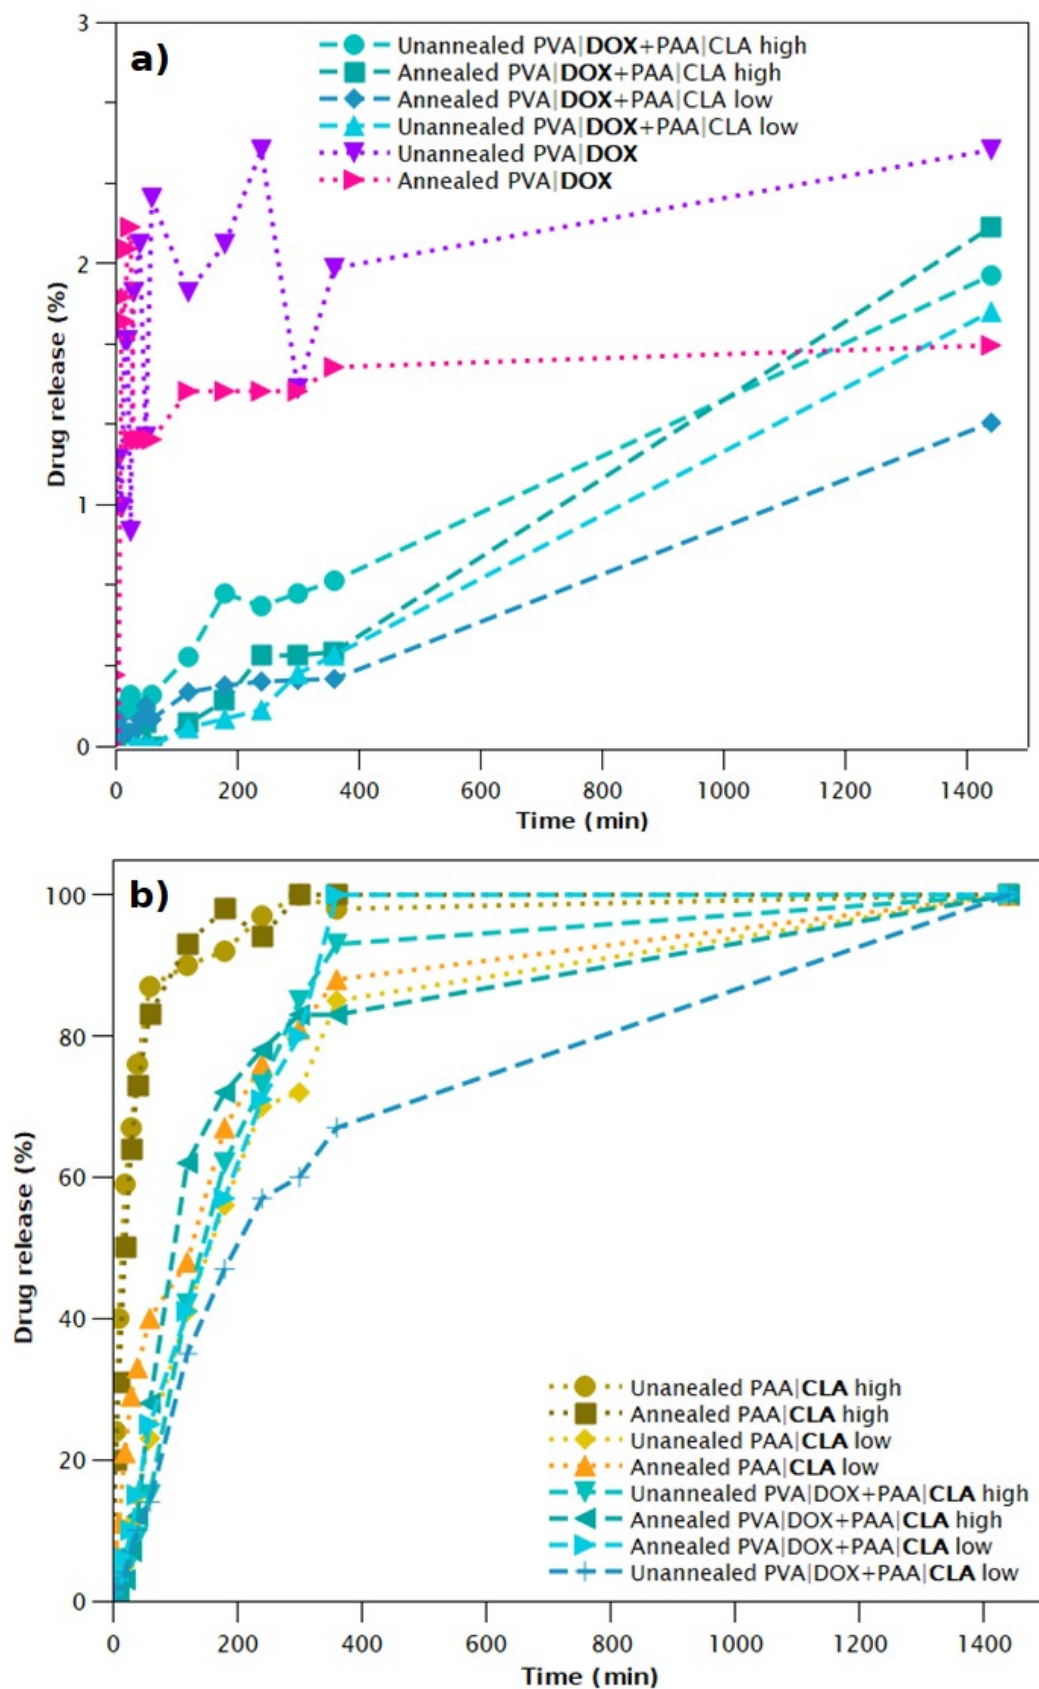 3
a)
Unannealed PVA|DOX+PAA|CLA high
Annealed PVA|DOX+PAA|CLA high
Annealed PVA|DOX+PAA|CLA low
Unannealed PVA|DOX+PAA|CLA low
Unannealed PVA|DOX
Annealed PVA|DOX
2
Drug release (%)
1
0
0 200 400 600 800 1000 1200 1400
Time (min)
b)
100
80
60
Drug release (%)
40
Unanealed PAA|CLA high
Annealed PAA|CLA high
Unanealed PAA|CLA low
Annealed PAA|CLA low
20
Unannealed PVA|DOX+PAA|CLA high
Annealed PVA|DOX+PAA|CLA high
Annealed PVA|DOX+PAA|CLA low
Unannealed PVA|DOX+PAA|CLA low
0
0 200 400 600 800 1000 1200 1400
Time (min)